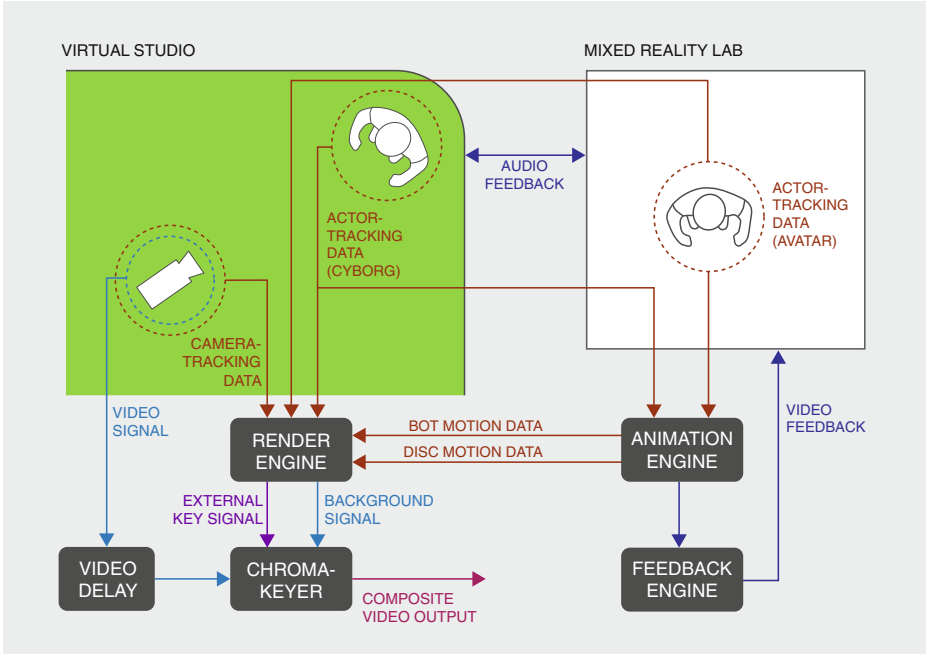 VIRTUAL STUDIO
MIXED REALITY LAB
AUDIO
FEEDBACK
ACTOR-
TRACKING
DATA
(AVATAR)
ACTOR-
TRACKING
DATA
(CYBORG)
CAMERA-
TRACKING
DATA
VIDEO
SIGNAL
RENDER
ENGINE
BOT MOTION DATA
DISC MOTION DATA
ANIMATION
ENGINE
VIDEO
FEEDBACK
EXTERNAL
KEY SIGNAL
BACKGROUND
SIGNAL
VIDEO
DELAY
CHROMA-
KEYER
COMPOSITE
VIDEO OUTPUT
FEEDBACK
ENGINE